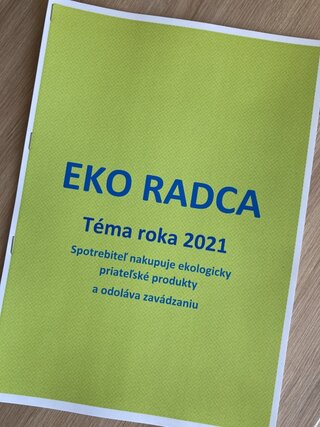 EKO RADCA
Téma roka 2021
Spotrebiteľ nakupuje ekologicky
priateľské produkty
a odoláva zavádzaniu